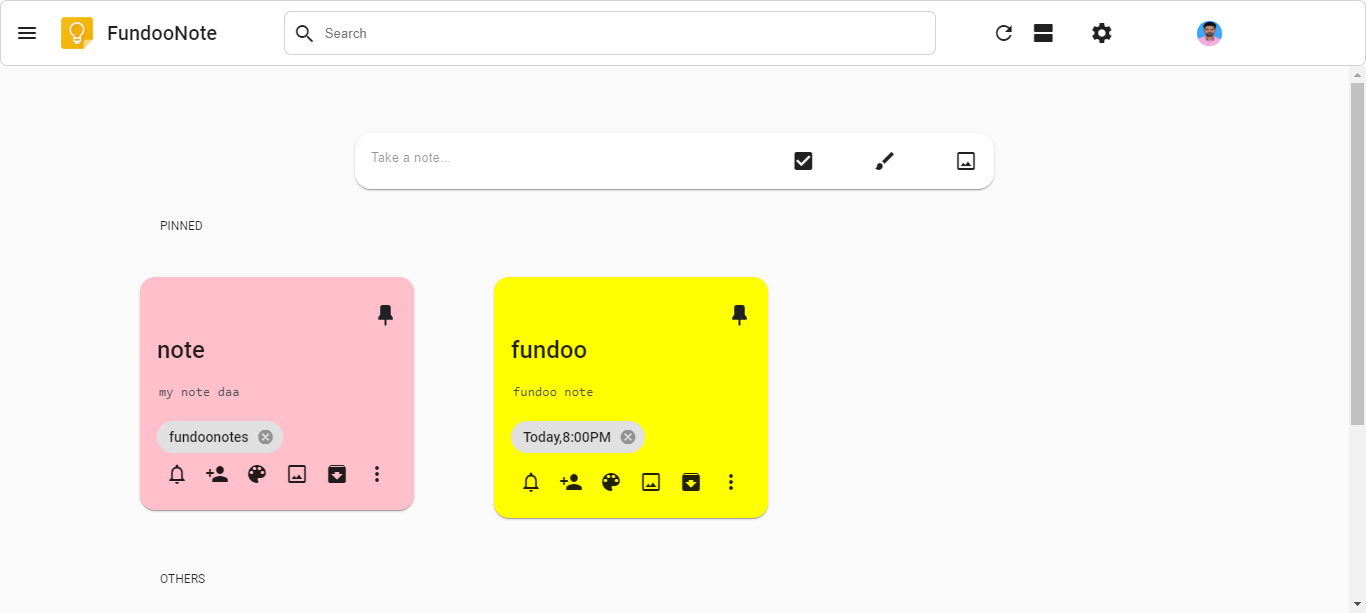 FundooNote
Search
Take a note...
PINNED
note
my note daa
fundoonotes
fundoo
fundoo note
Today,8:00PM
OTHERS